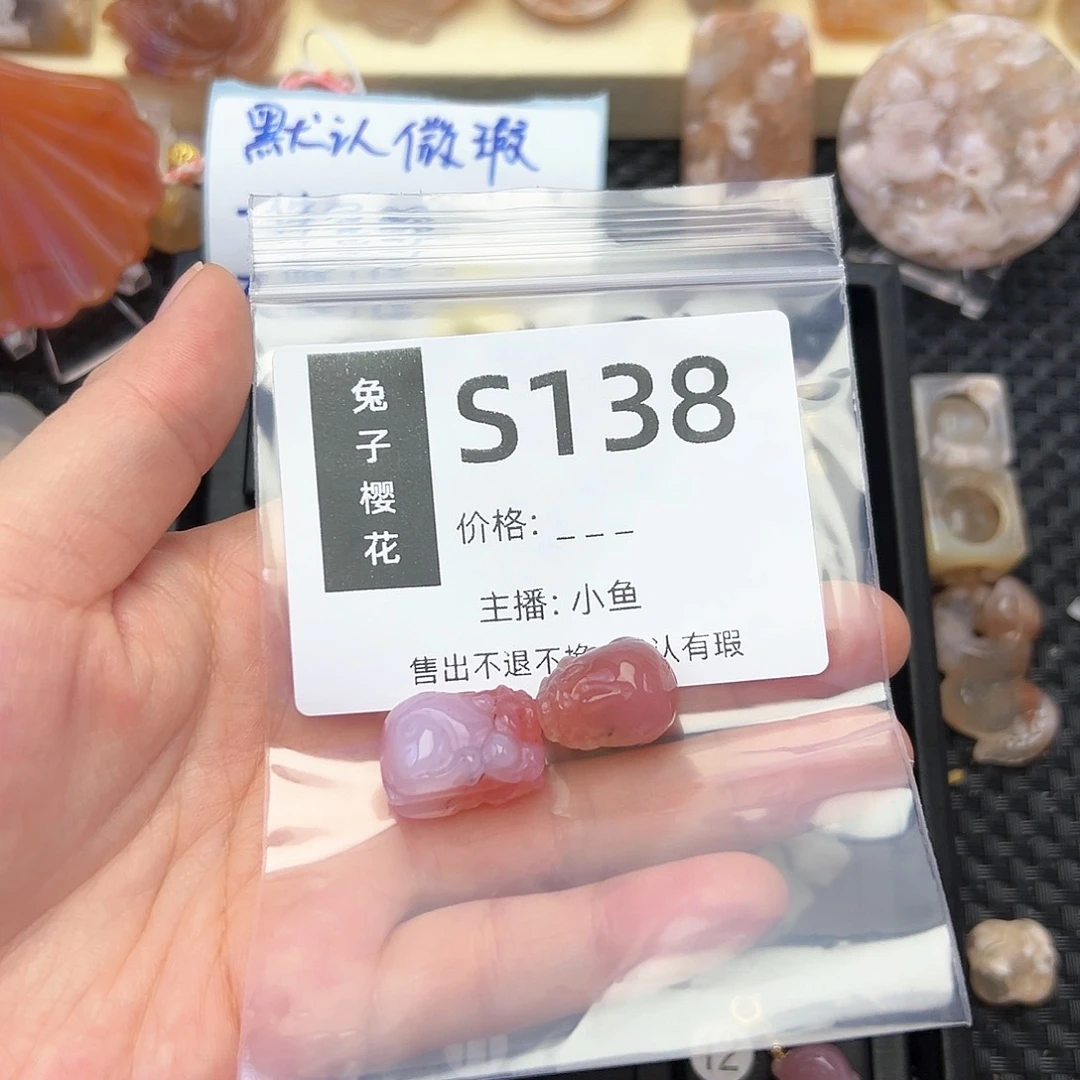 默认微瑕
兔子樱花
S138
价格: _ _ _
主播: 小鱼
售出不退不换 认有瑕
12